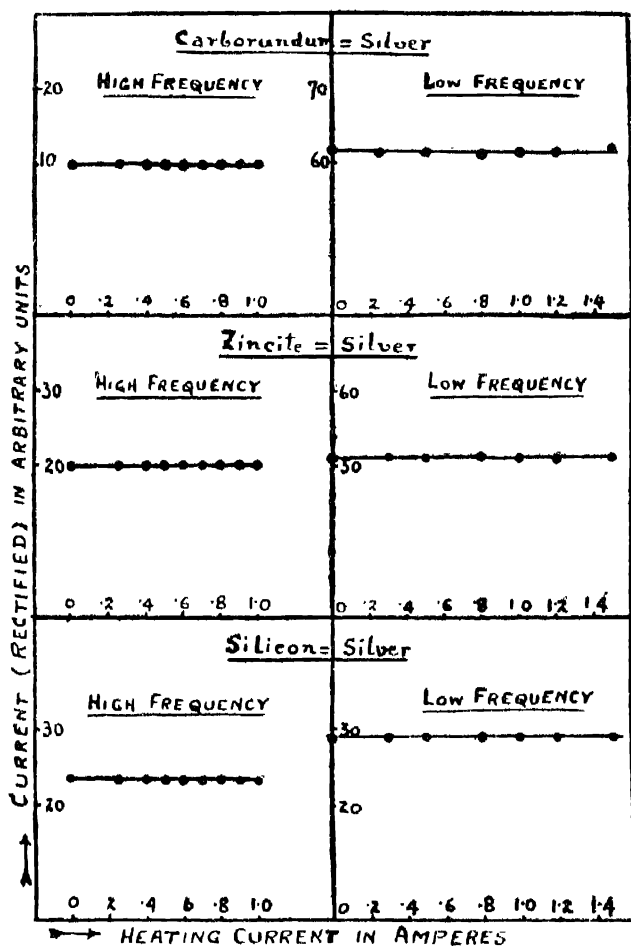 Carborundum = Silver
HIGH FREQUENCY
LOW FREQUENCY
20
10
70
60
0 ·2 ·4 ·6 ·8 1·0
0 ·2 ·4 ·8 1·0 1·2 1·4
Zincite = Silver
HIGH FREQUENCY
LOW FREQUENCY
30
20
60
50
0 ·2 ·4 ·6 ·8 1·0
0 ·2 ·4 ·8 1·0 1·2 1·4
Silicon = Silver
HIGH FREQUENCY
LOW FREQUENCY
30
20
30
20
0 ·2 ·4 ·6 ·8 1·0
0 ·2 ·4 ·6 ·8 1·0 1·2 1·4
CURRENT (RECTIFIED) IN ARBITRARY UNITS
HEATING CURRENT IN AMPERES